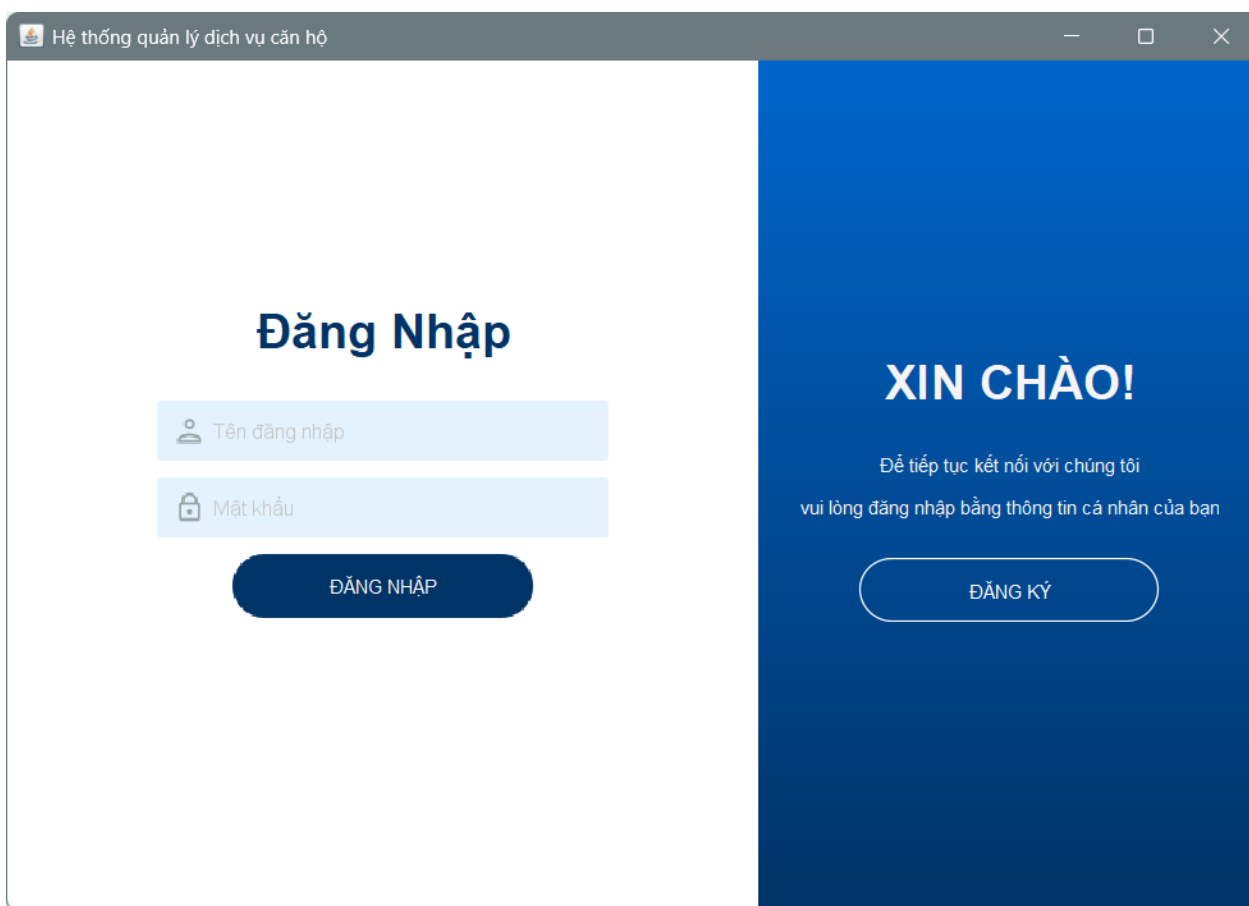 Hệ thống quản lý dịch vụ căn hộ
Đăng Nhập
Tên đăng nhập
Mật khẩu
ĐĂNG NHẬP
XIN CHÀO!
Để tiếp tục kết nối với chúng tôi
vui lòng đăng nhập bằng thông tin cá nhân của bạn
ĐĂNG KÝ